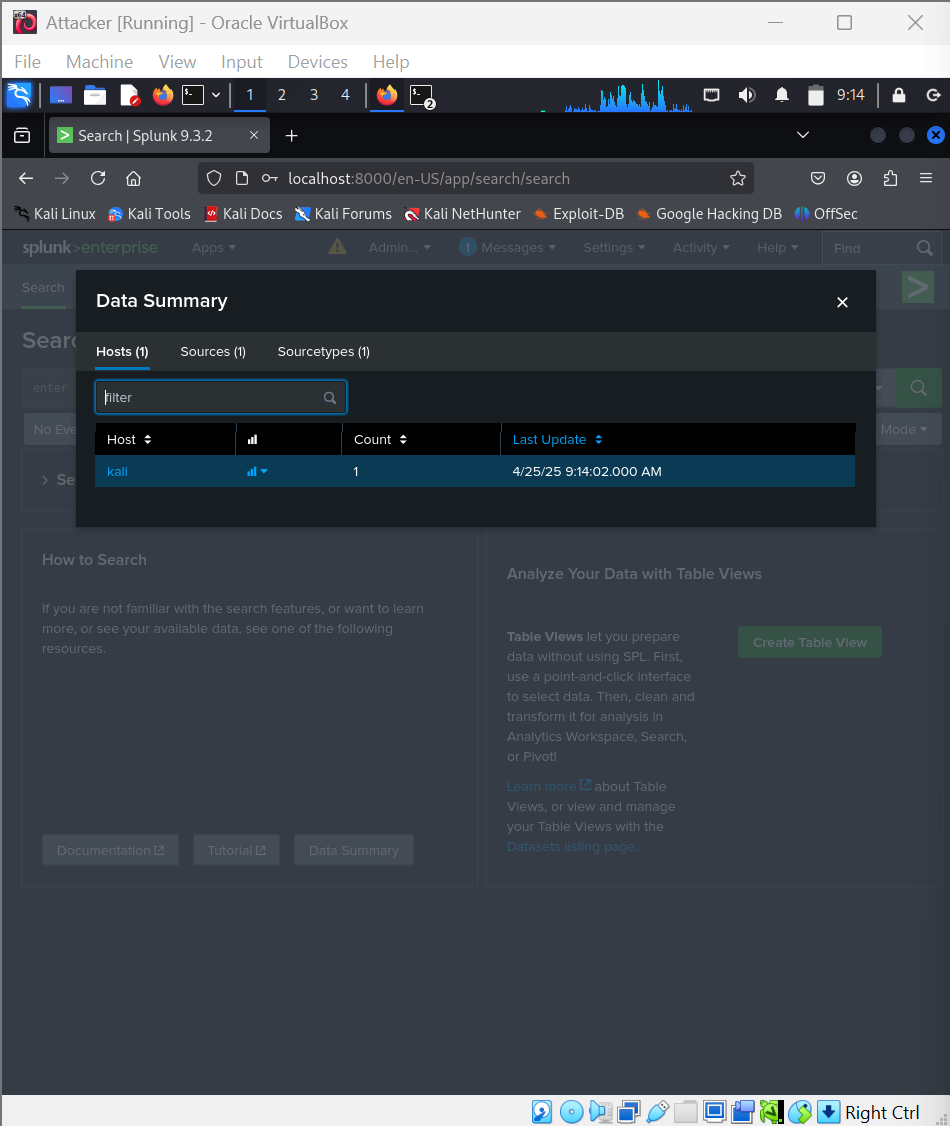 Attacker [Running] - Oracle VirtualBox
File Machine View Input Devices Help
1 2 3 4 2 9:14
Search | Splunk 9.3.2
localhost:8000/en-US/app/search/search
Kali Linux Kali Tools Kali Docs Kali Forums Kali NetHunter Exploit-DB Google Hacking DB OffSec
splunk>enterprise Apps Admin... 1 Messages Settings Activity Help Find
Search
Data Summary
Sear
Hosts (1) Sources (1) Sourcetypes (1)
enter
filter
No Eve Mode
Host Count Last Update
kali 1 4/25/25 9:14:02.000 AM
Se
How to Search
If you are not familiar with the search features, or want to learn
more, or see your available data, see one of the following
resources.
Documentation Tutorial Data Summary
Analyze Your Data with Table Views
Table Views let you prepare
data without using SPL. First,
use a point-and-click interface
to select data. Then, clean and
transform it for analysis in
Analytics Workspace, Search,
or Pivot!
Learn more about Table
Views, or view and manage
your Table Views with the
Datasets listing page.
Create Table View
Right Ctrl